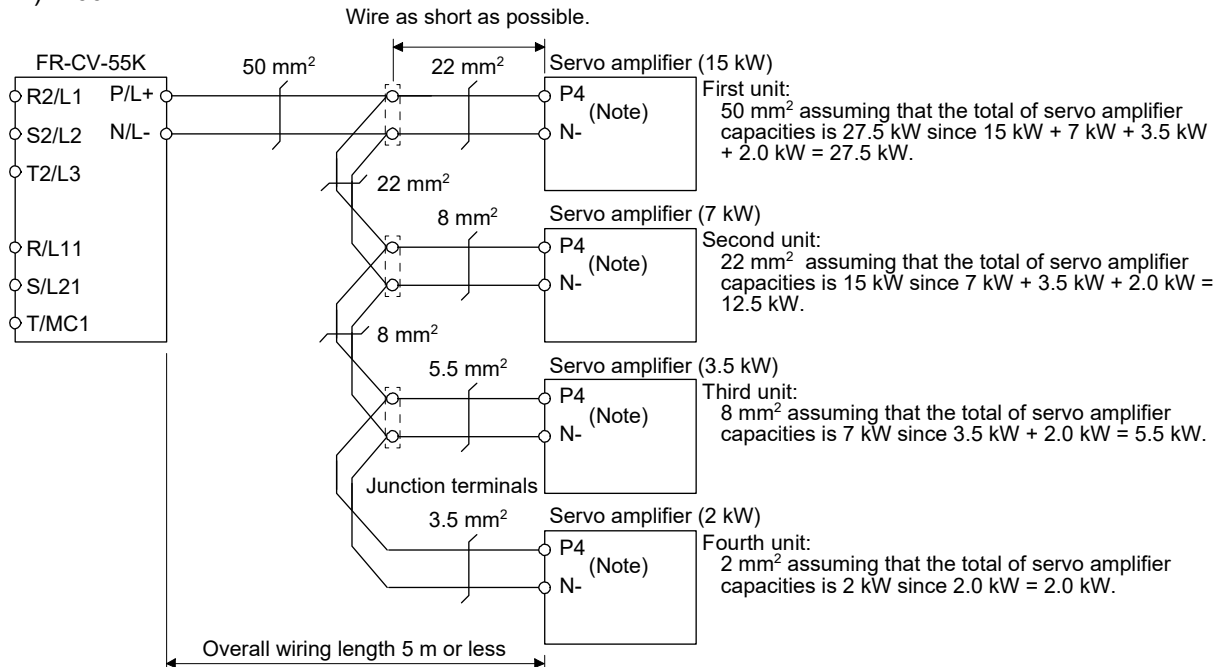 Wire as short as possible.
FR-CV-55K
50 mm²
22 mm²
Servo amplifier (15 kW)
R2/L1
P/L+
S2/L2
N/L-
T2/L3
R/L11
S/L21
T/MC1
P4
(Note)
N-
First unit:
50 mm² assuming that the total of servo amplifier
capacities is 27.5 kW since 15 kW + 7 kW + 3.5 kW
+ 2.0 kW = 27.5 kW.
22 mm²
8 mm²
Servo amplifier (7 kW)
P4
(Note)
N-
Second unit:
22 mm² assuming that the total of servo amplifier
capacities is 15 kW since 7 kW + 3.5 kW + 2.0 kW =
12.5 kW.
8 mm²
5.5 mm²
Servo amplifier (3.5 kW)
P4
(Note)
N-
Third unit:
8 mm² assuming that the total of servo amplifier
capacities is 7 kW since 3.5 kW + 2.0 kW = 5.5 kW.
Junction terminals
3.5 mm²
Servo amplifier (2 kW)
P4
(Note)
N-
Fourth unit:
2 mm² assuming that the total of servo amplifier
capacities is 2 kW since 2.0 kW = 2.0 kW.
Overall wiring length 5 m or less